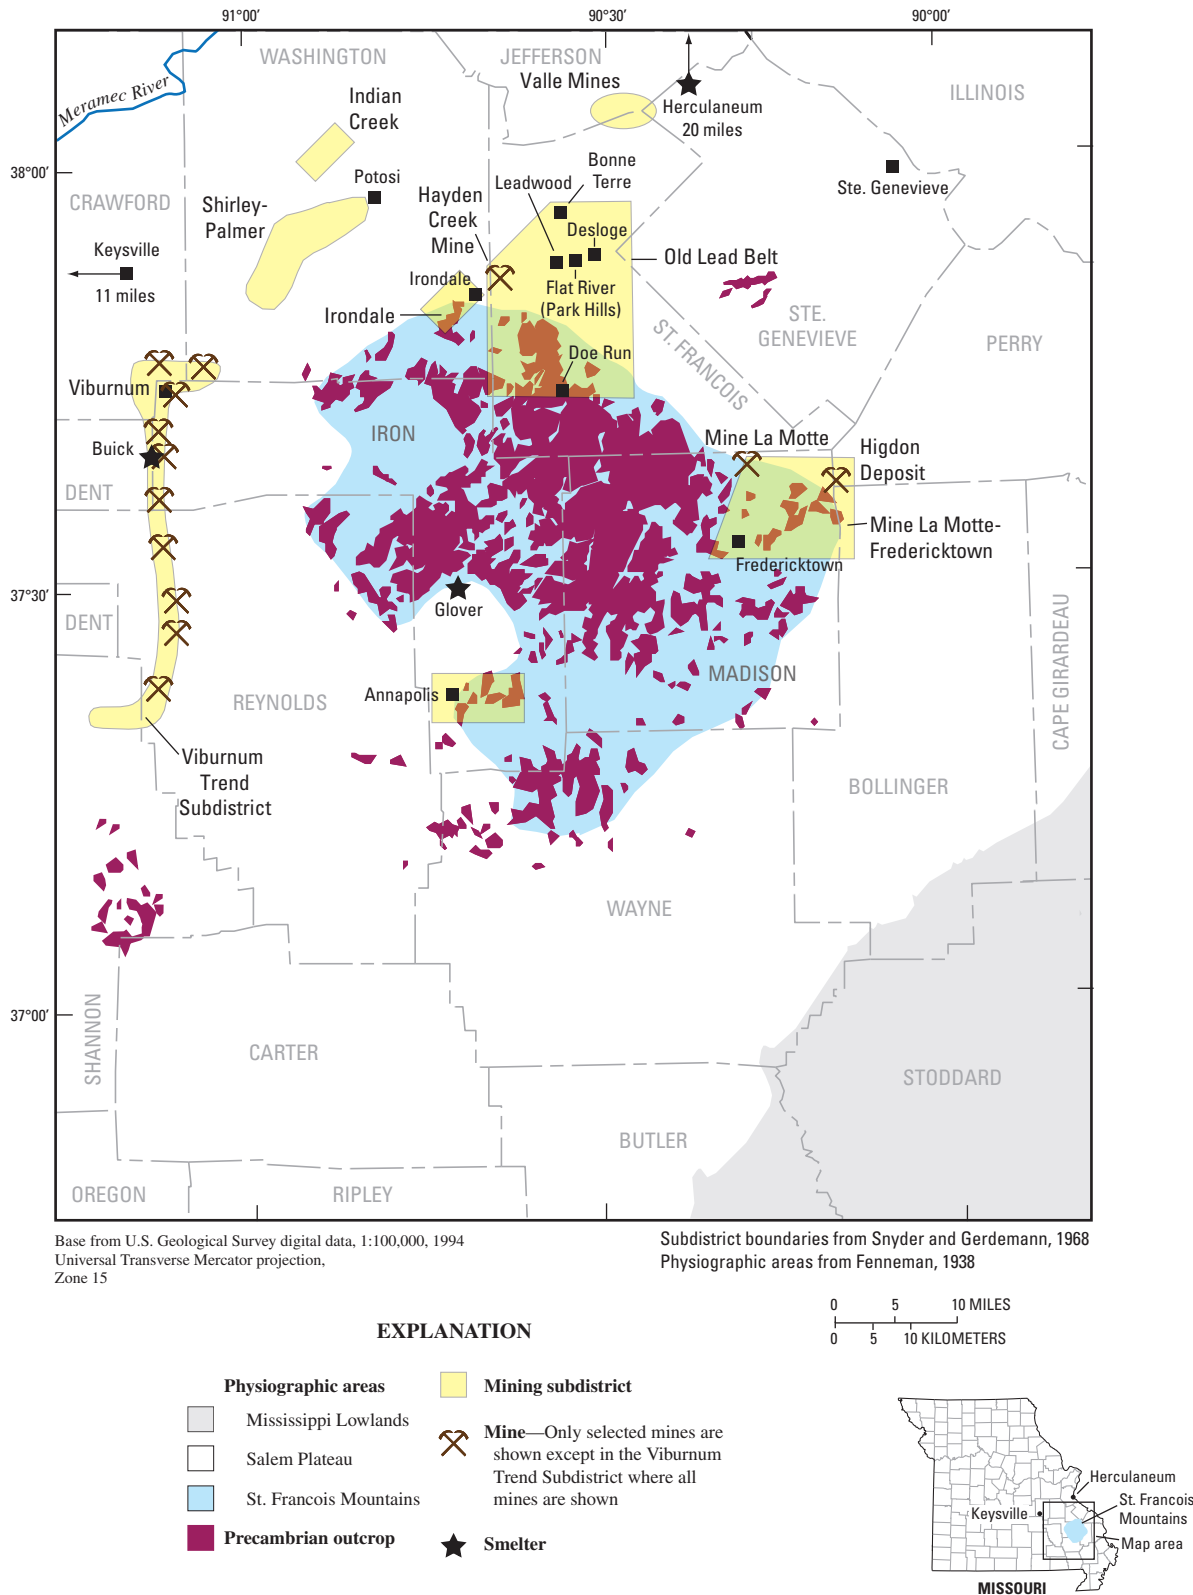 91°00'
90°30'
90°00'
WASHINGTON
JEFFERSON
Valle Mines
Meramec River
Indian
Creek
Herculaneum
20 miles
ILLINOIS
38°00'
Potosi
Bonne
Terre
Ste. Genevieve
CRAWFORD
Shirley-
Palmer
Hayden
Creek
Mine
Leadwood
Desloge
Keysville
11 miles
Old Lead Belt
Irondale
Flat River
(Park Hills)
Irondale
STE.
GENEVIEVE
PERRY
ST. FRANCOIS
Doe Run
Viburnum
IRON
Mine La Motte
Higdon
Deposit
Buick
DENT
Mine La Motte-
Fredericktown
Fredericktown
37°30'
Glover
DENT
CAPE GIRARDEAU
MADISON
Annapolis
REYNOLDS
Viburnum
Trend
Subdistrict
BOLLINGER
WAYNE
37°00'
SHANNON
CARTER
STODDARD
BUTLER
OREGON
RIPLEY
Base from U.S. Geological Survey digital data, 1:100,000, 1994
Universal Transverse Mercator projection,
Zone 15
Subdistrict boundaries from Snyder and Gerdemann, 1968
Physiographic areas from Fenneman, 1938
0 5 10 MILES
0 5 10 KILOMETERS
EXPLANATION
Physiographic areas
Mississippi Lowlands
Salem Plateau
St. Francois Mountains
Precambrian outcrop
Mining subdistrict
Mine—Only selected mines are
shown except in the Viburnum
Trend Subdistrict where all
mines are shown
Smelter
Herculaneum
St. Francois
Mountains
Keysville
Map area
MISSOURI